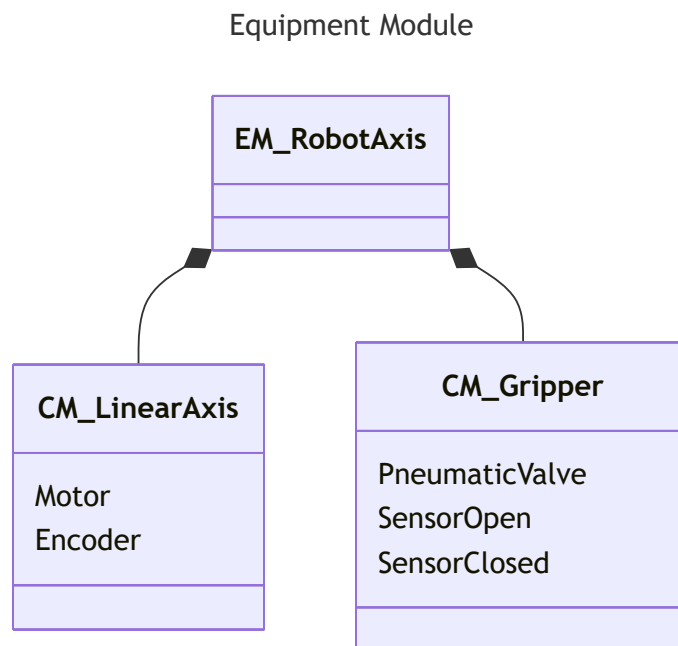 Equipment Module
EM_RobotAxis
CM_LinearAxis
Motor
Encoder
CM_Gripper
PneumaticValve
SensorOpen
SensorClosed